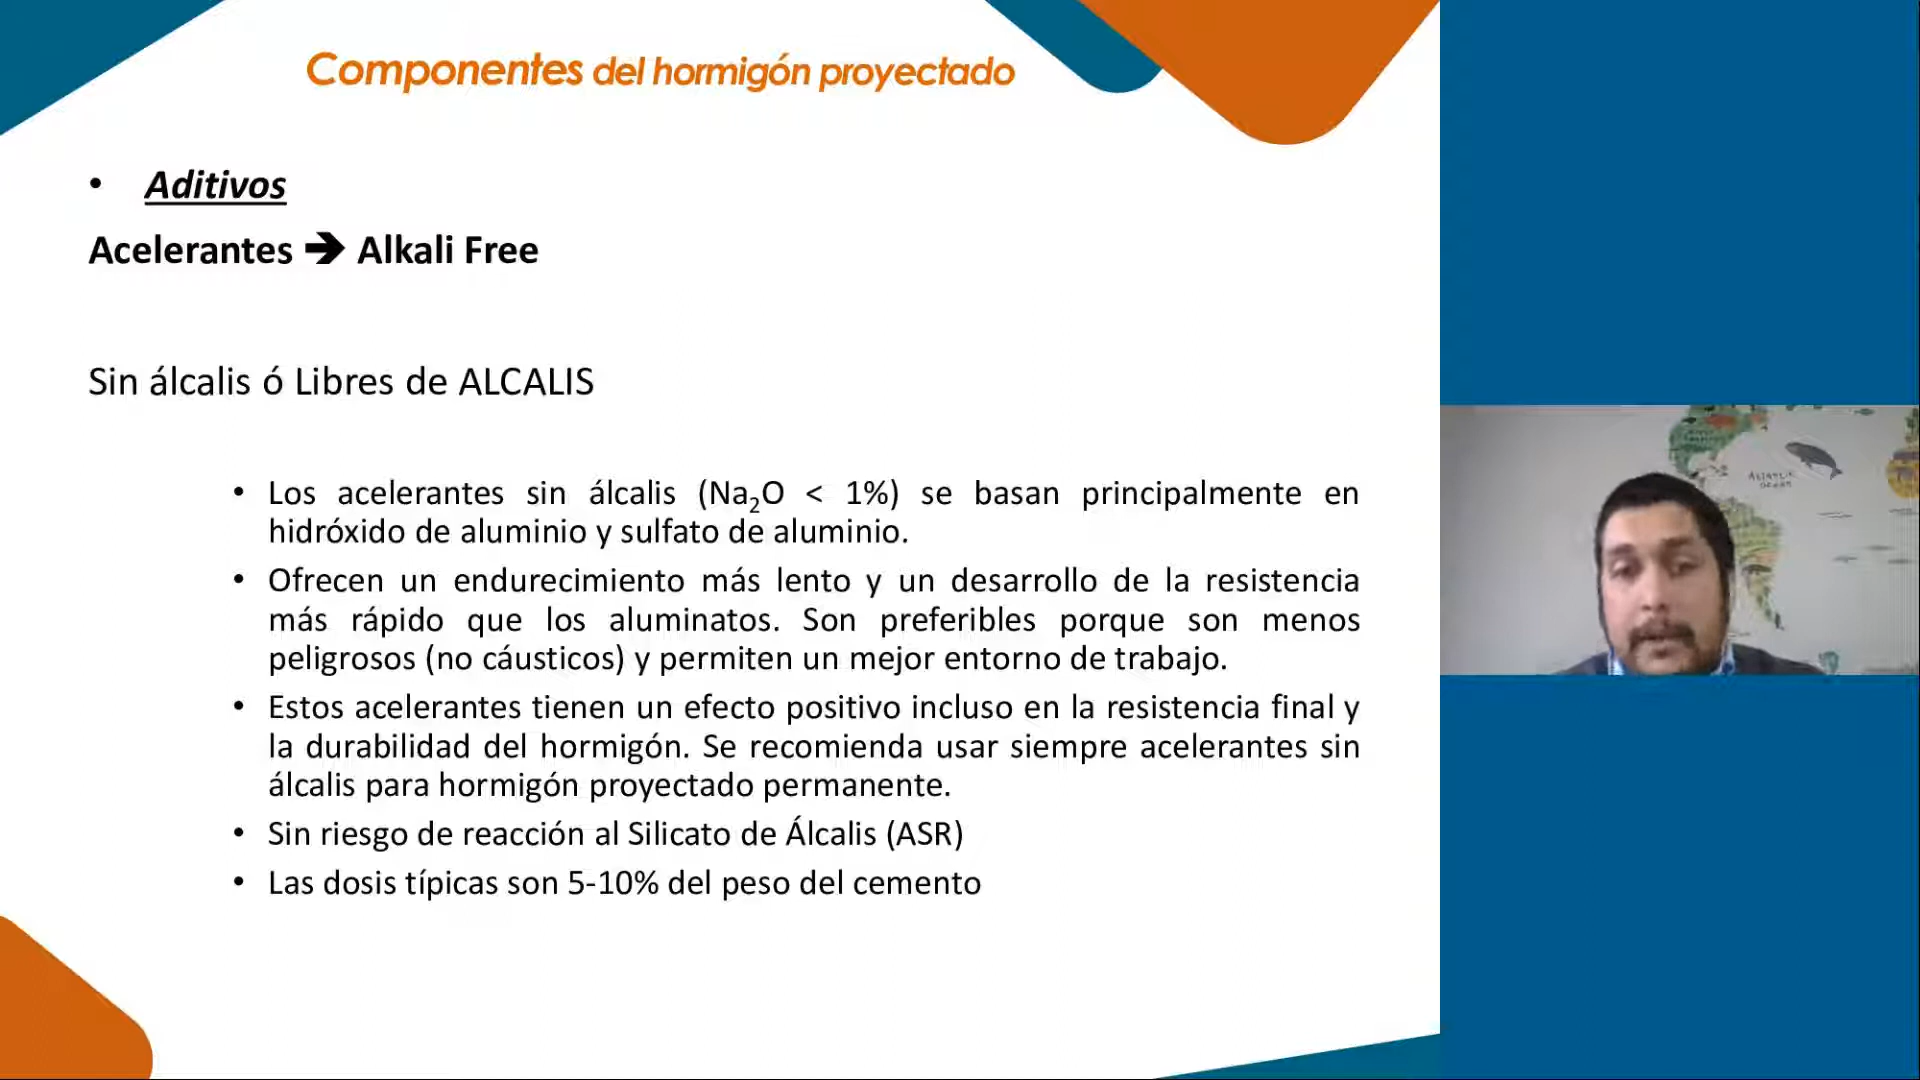 Componentes del hormigón proyectado
• Aditivos
Acelerantes ➔ Alkali Free
Sin álcalis ó Libres de ALCALIS
• Los acelerantes sin álcalis (Na₂O < 1%) se basan principalmente en
hidróxido de aluminio y sulfato de aluminio.
• Ofrecen un endurecimiento más lento y un desarrollo de la resistencia
más rápido que los aluminatos. Son preferibles porque son menos
peligrosos (no cáusticos) y permiten un mejor entorno de trabajo.
• Estos acelerantes tienen un efecto positivo incluso en la resistencia final y
la durabilidad del hormigón. Se recomienda usar siempre acelerantes sin
álcalis para hormigón proyectado permanente.
• Sin riesgo de reacción al Silicato de Álcalis (ASR)
• Las dosis típicas son 5-10% del peso del cemento
ATLANTIC
OCEAN